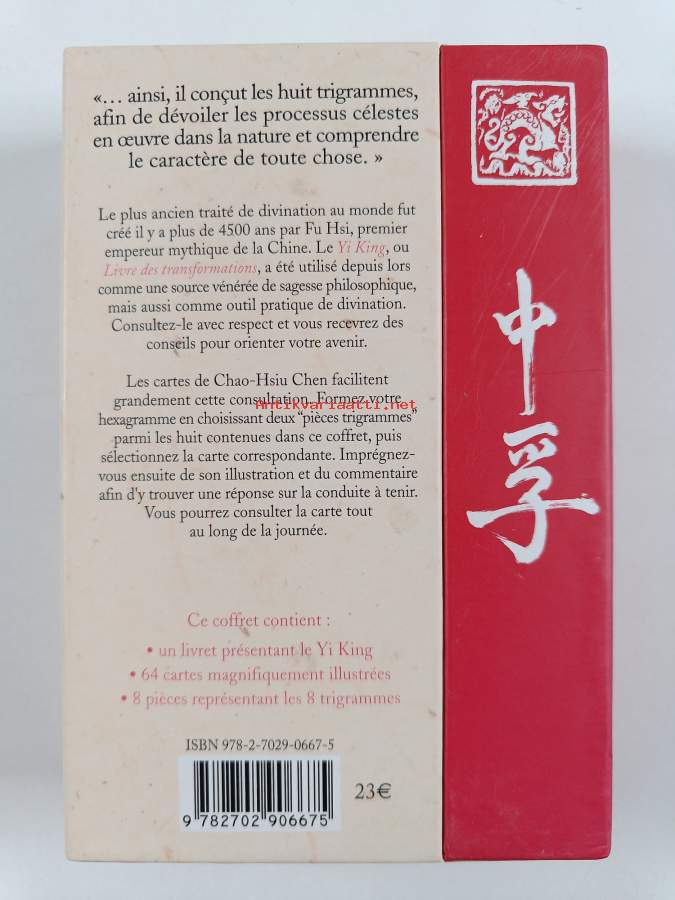 «… ainsi, il conçut les huit trigrammes,
afin de dévoiler les processus célestes
en œuvre dans la nature et comprendre
le caractère de toute chose. »
Le plus ancien traité de divination au monde fut
créé il y a plus de 4500 ans par Fu Hsi, premier
empereur mythique de la Chine. Le Yi King, ou
Livre des transformations, a été utilisé depuis lors
comme une source vénérée de sagesse philosophique,
mais aussi comme outil pratique de divination.
Consultez-le avec respect et vous recevrez des
conseils pour orienter votre avenir.
Les cartes de Chao-Hsiu Chen facilitent
grandement cette consultation. Formez votre
Antikvariaatti.net
hexagramme en choisissant deux “pièces trigrammes”
parmi les huit contenues dans ce coffret, puis
sélectionnez la carte correspondante. Imprégnez-
vous ensuite de son illustration et du commentaire
afin d'y trouver une réponse sur la conduite à tenir.
Vous pourrez consulter la carte tout
au long de la journée.
Ce coffret contient :
• un livret présentant le Yi King
• 64 cartes magnifiquement illustrées
• 8 pièces représentant les 8 trigrammes
ISBN 978-2-7029-0667-5
23€
9 782702 906675
中
孚